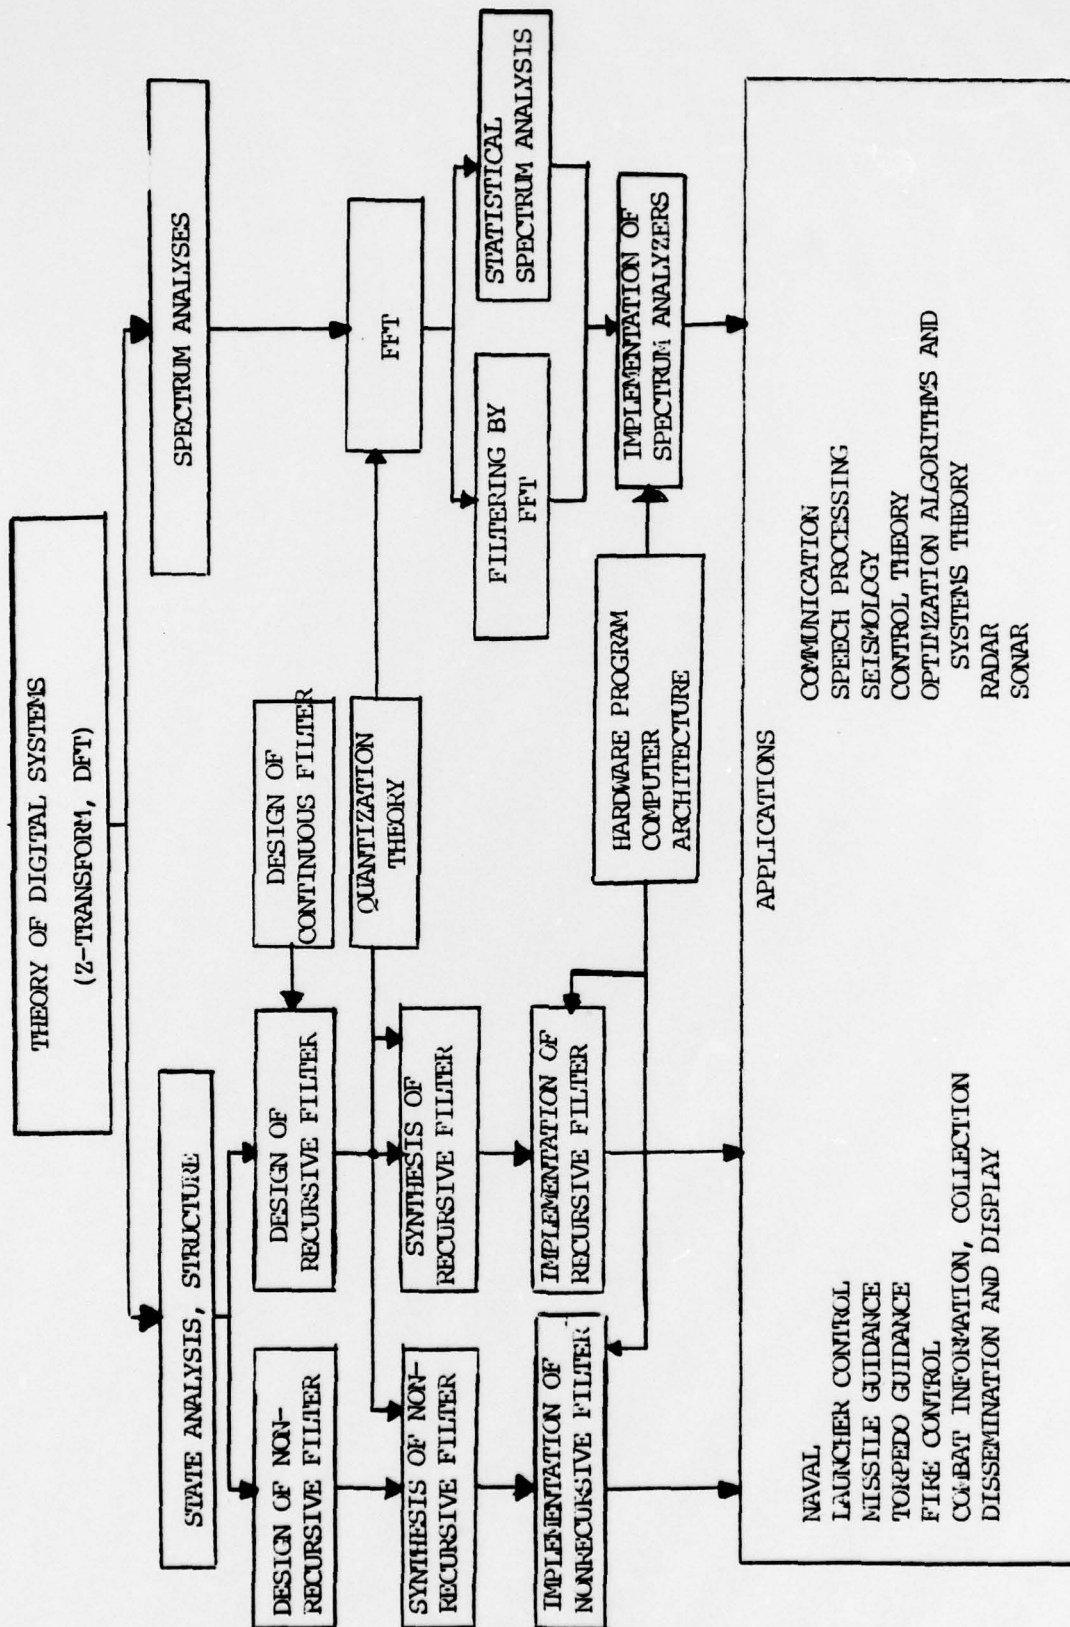 THEORY OF DIGITAL SYSTEMS
(Z-TRANSFORM, DFT)
STATE ANALYSIS, STRUCTURE
SPECTRUM ANALYSES
DESIGN OF NON-
RECURSIVE FILTER
DESIGN OF
RECURSIVE FILTER
DESIGN OF
CONTINUOUS FILTER
QUANTIZATION
THEORY
FFT
SYNTHESIS OF NON-
RECURSIVE FILTER
SYNTHESIS OF
RECURSIVE FILTER
FILTERING BY
FFT
STATISTICAL
SPECTRUM ANALYSIS
IMPLEMENTATION OF
NONRECURSIVE FILTER
IMPLEMENTATION OF
RECURSIVE FILTER
HARDWARE PROGRAM
COMPUTER
ARCHITECTURE
IMPLEMENTATION OF
SPECTRUM ANALYZERS
APPLICATIONS
NAVAL
LAUNCHER CONTROL
MISSILE GUIDANCE
TORPEDO GUIDANCE
FIRE CONTROL
COMBAT INFORMATION, COLLECTION
DISSEMINATION AND DISPLAY
COMMUNICATION
SPEECH PROCESSING
SEISMOLOGY
CONTROL THEORY
OPTIMIZATION ALGORITHMS AND
SYSTEMS THEORY
RADAR
SONAR